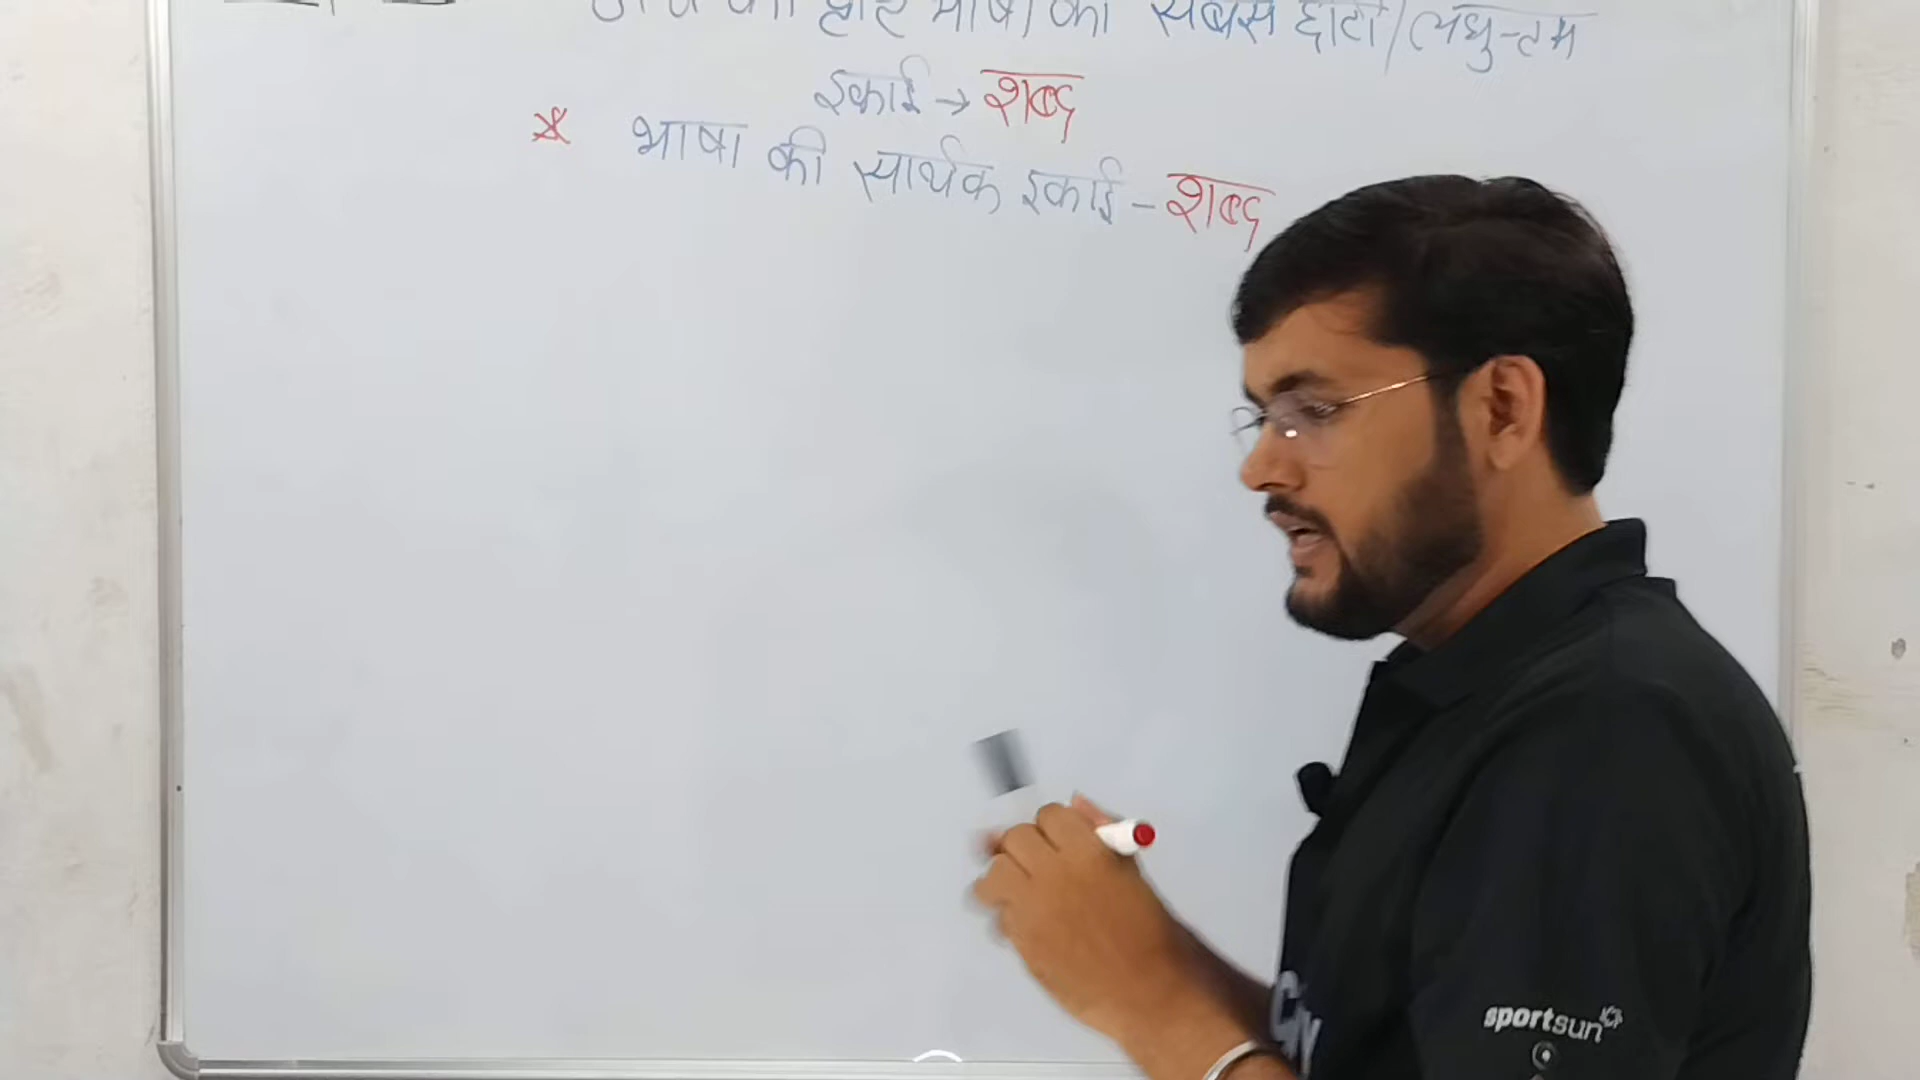 की दृष्टि भाषा की सबसे छोटी/लघु-तम
इकाई → शब्द
* भाषा की सार्थक इकाई - शब्द
sportsun